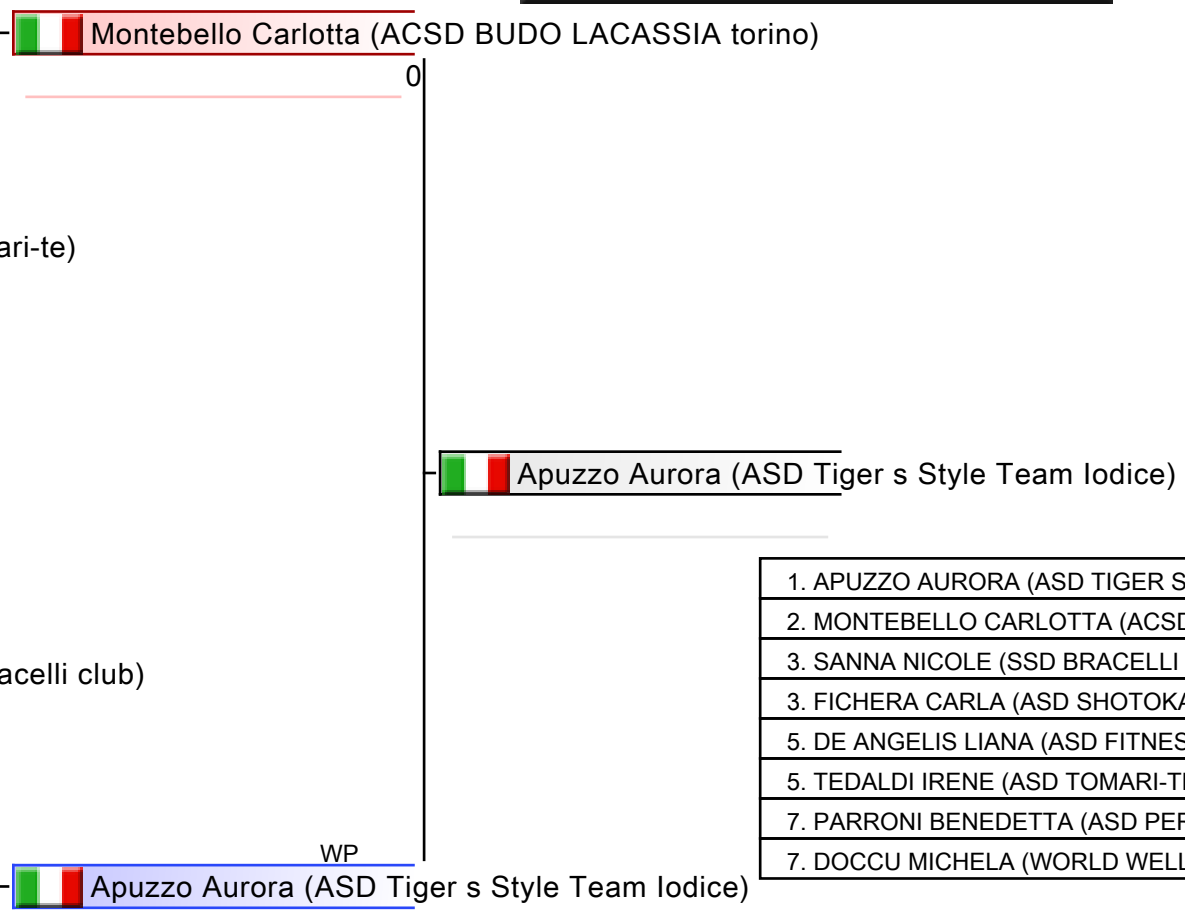 Montebello Carlotta (ACSD BUDO LACASSIA torino)
0
ari-te)
Apuzzo Aurora (ASD Tiger s Style Team Iodice)
1. APUZZO AURORA (ASD TIGER S
2. MONTEBELLO CARLOTTA (ACSD
3. SANNA NICOLE (SSD BRACELLI
3. FICHERA CARLA (ASD SHOTOKA
5. DE ANGELIS LIANA (ASD FITNES
acelli club)
5. TEDALDI IRENE (ASD TOMARI-TE
7. PARRONI BENEDETTA (ASD PER
WP
7. DOCCU MICHELA (WORLD WELL
Apuzzo Aurora (ASD Tiger s Style Team Iodice)